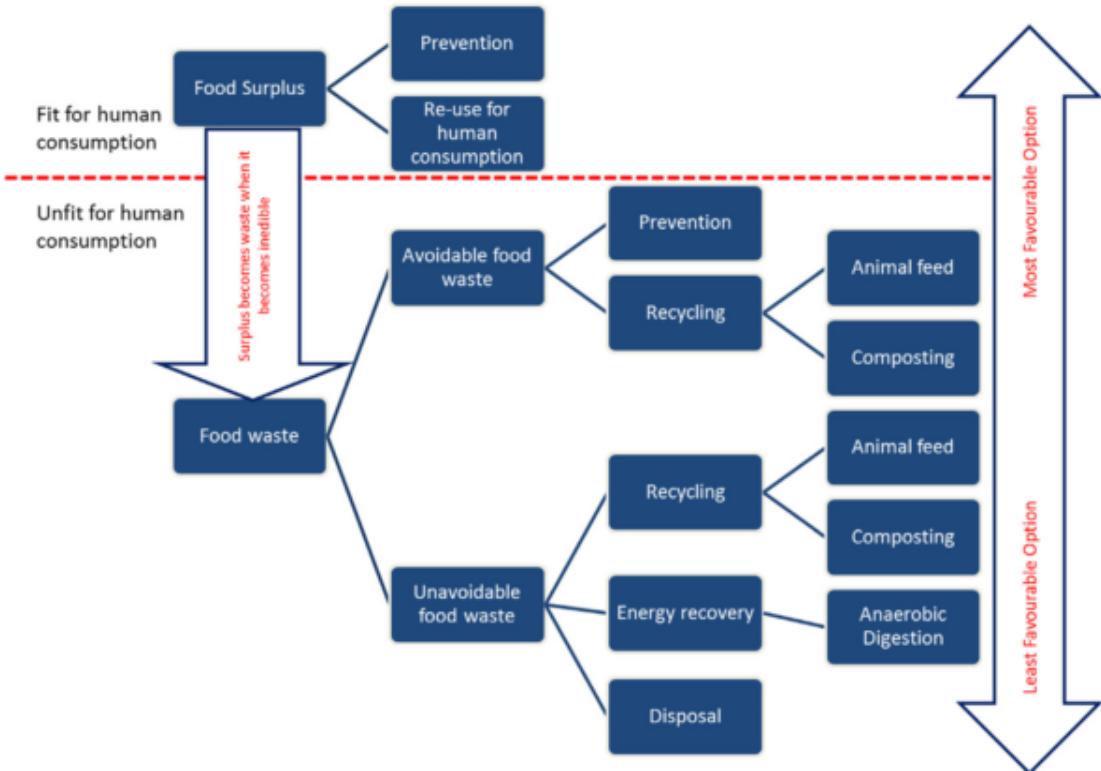 Prevention
Food Surplus
Re-use for
human
consumption
Fit for human
consumption
Unfit for human
consumption
Surplus becomes waste when it
becomes inedible
Food waste
Avoidable food
waste
Prevention
Recycling
Animal feed
Composting
Unavoidable
food waste
Recycling
Animal feed
Composting
Energy recovery
Anaerobic
Digestion
Disposal
Most Favourable Option
Least Favourable Option